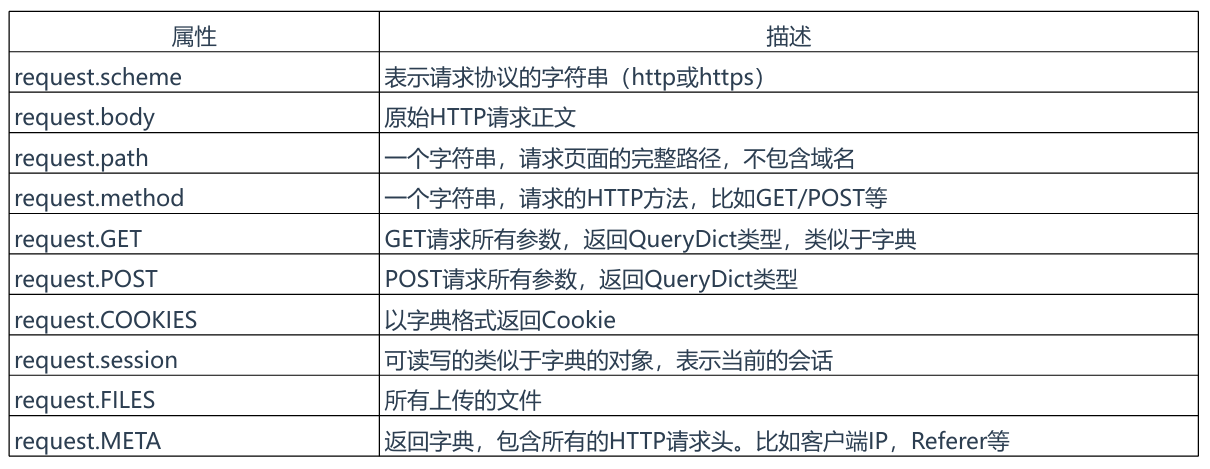 属性 描述
request.scheme 表示请求协议的字符串（http或https）
request.body 原始HTTP请求正文
request.path 一个字符串，请求页面的完整路径，不包含域名
request.method 一个字符串，请求的HTTP方法，比如GET/POST等
request.GET GET请求所有参数，返回QueryDict类型，类似于字典
request.POST POST请求所有参数，返回QueryDict类型
request.COOKIES 以字典格式返回Cookie
request.session 可读写的类似于字典的对象，表示当前的会话
request.FILES 所有上传的文件
request.META 返回字典，包含所有的HTTP请求头。比如客户端IP，Referer等